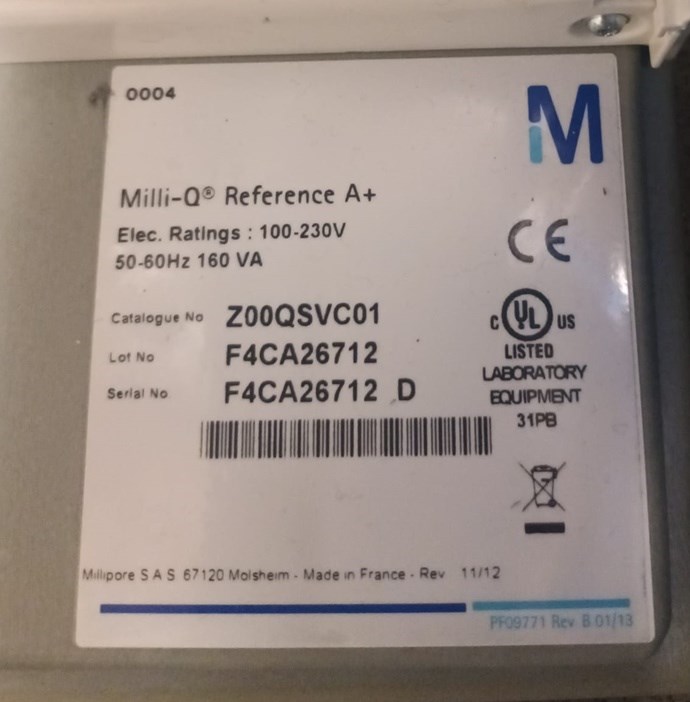 0004
M
Milli-Q® Reference A+
Elec. Ratings : 100-230V
50-60Hz 160 VA
CE
Catalogue No Z00QSVC01
Lot No F4CA26712
Serial No F4CA26712 D
C UL US
LISTED
LABORATORY
EQUIPMENT
31PB
Millipore S A S 67120 Molsheim - Made in France - Rev 11/12
PF09771 Rev B 01/13